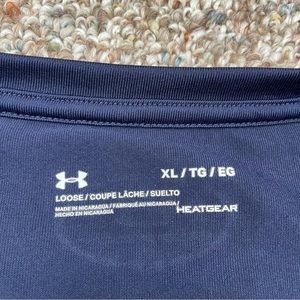 XL / TG / EG
LOOSE / COUPE LÂCHE / SUELTO
MADE IN NICARAGUA / FABRIQUÉ AU NICARAGUA /
HECHO EN NICARAGUA
HEATGEAR